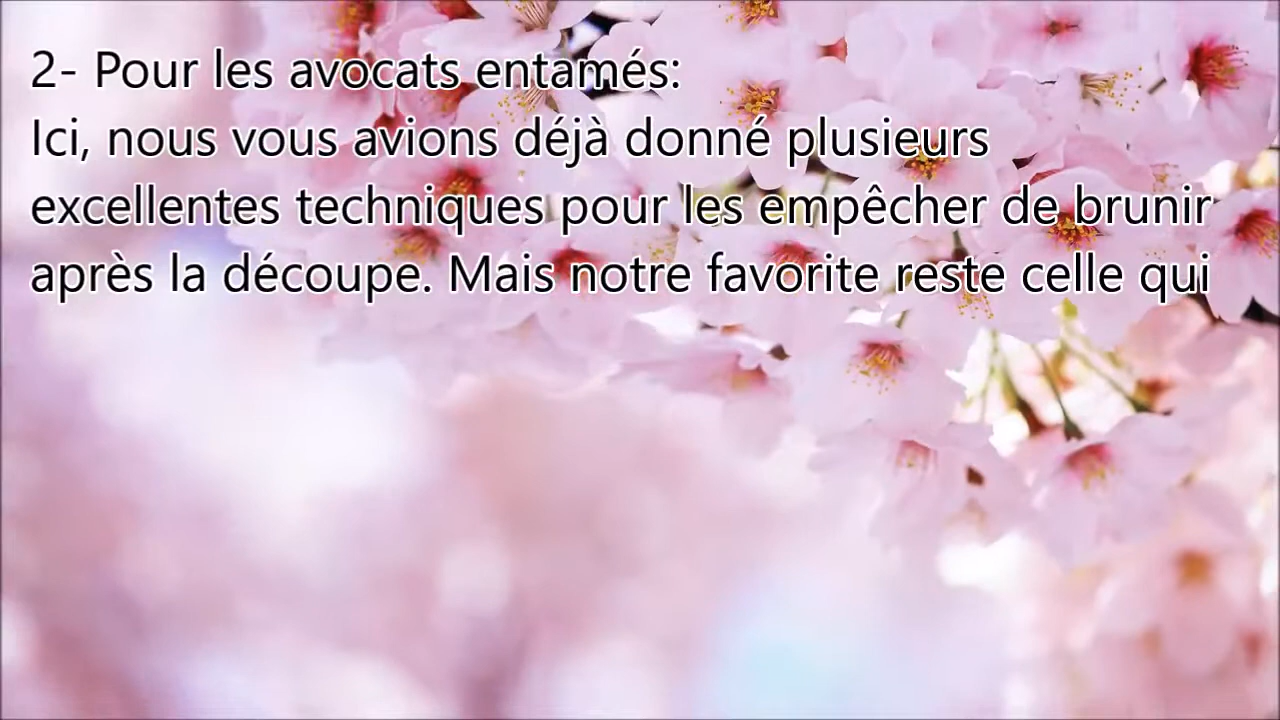 2- Pour les avocats entamés:
Ici, nous vous avions déjà donné plusieurs
excellentes techniques pour les empêcher de brunir
après la découpe. Mais notre favorite reste celle qui